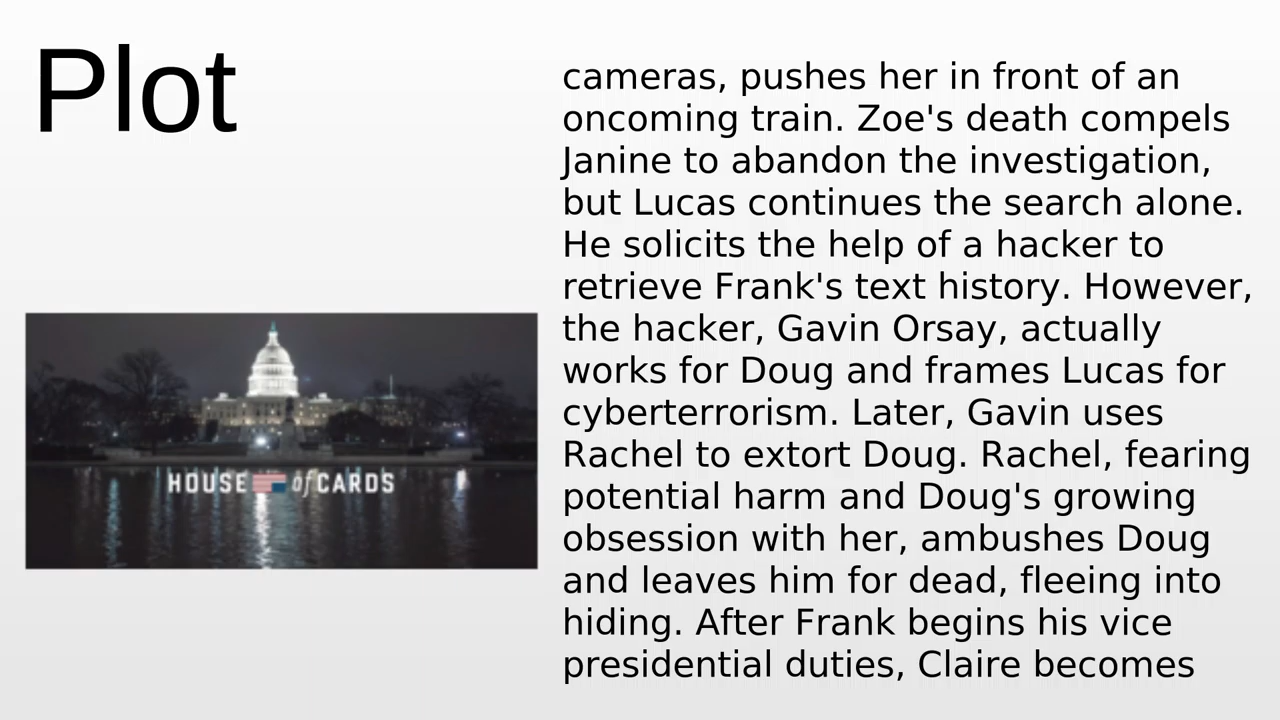 Plot
cameras, pushes her in front of an
oncoming train. Zoe's death compels
Janine to abandon the investigation,
but Lucas continues the search alone.
He solicits the help of a hacker to
retrieve Frank's text history. However,
the hacker, Gavin Orsay, actually
works for Doug and frames Lucas for
cyberterrorism. Later, Gavin uses
Rachel to extort Doug. Rachel, fearing
potential harm and Doug's growing
obsession with her, ambushes Doug
and leaves him for dead, fleeing into
hiding. After Frank begins his vice
presidential duties, Claire becomes
HOUSE of CARDS